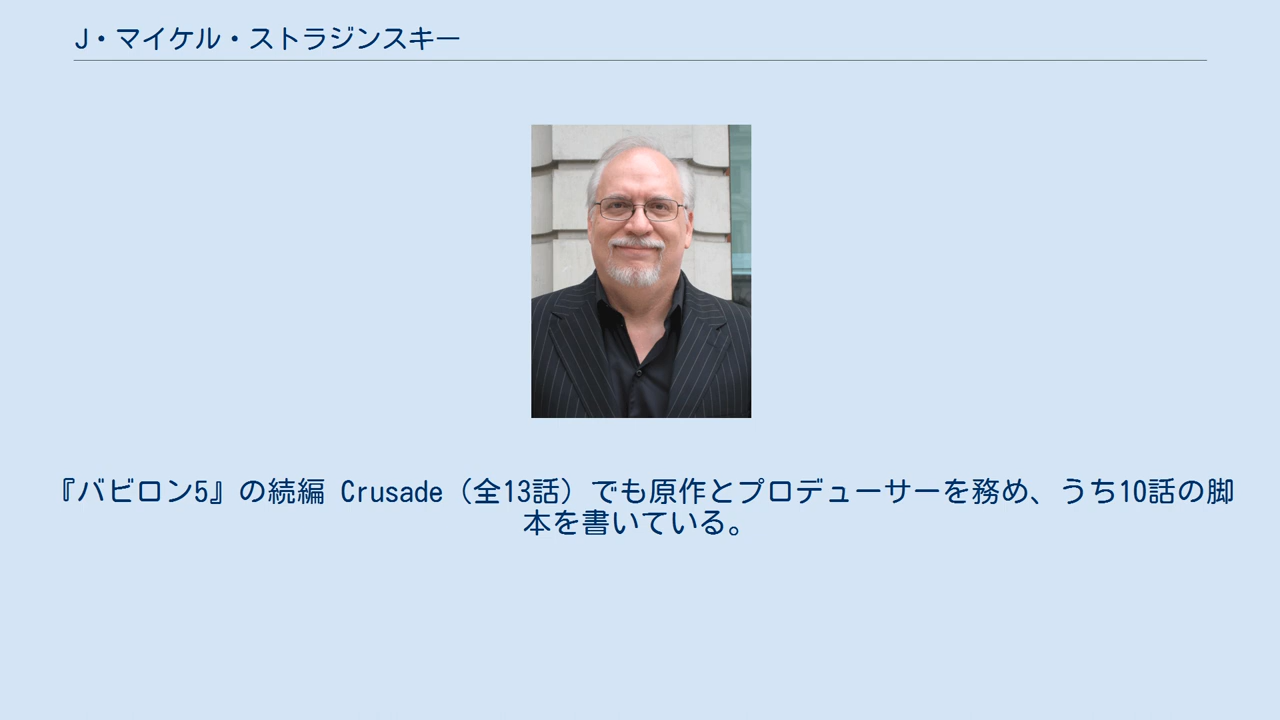 J・マイケル・ストラジンスキー
『バビロン5』の続編 Crusade（全13話）でも原作とプロデューサーを務め、うち10話の脚
本を書いている。